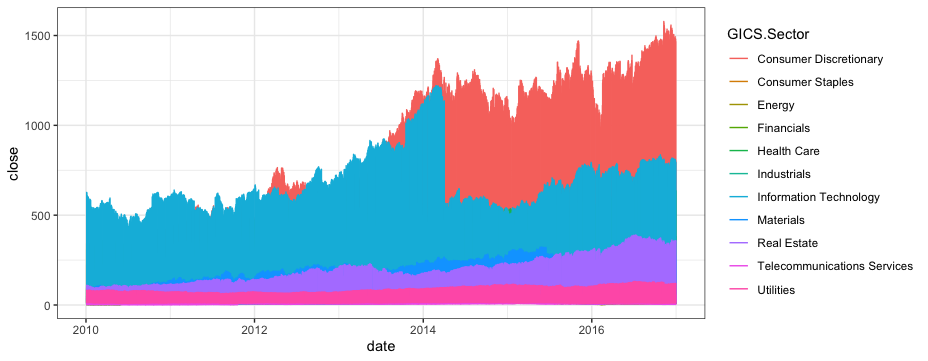 1500
1000
500
0
close
2010
2012
2014
2016
date
GICS.Sector
Consumer Discretionary
Consumer Staples
Energy
Financials
Health Care
Industrials
Information Technology
Materials
Real Estate
Telecommunications Services
Utilities